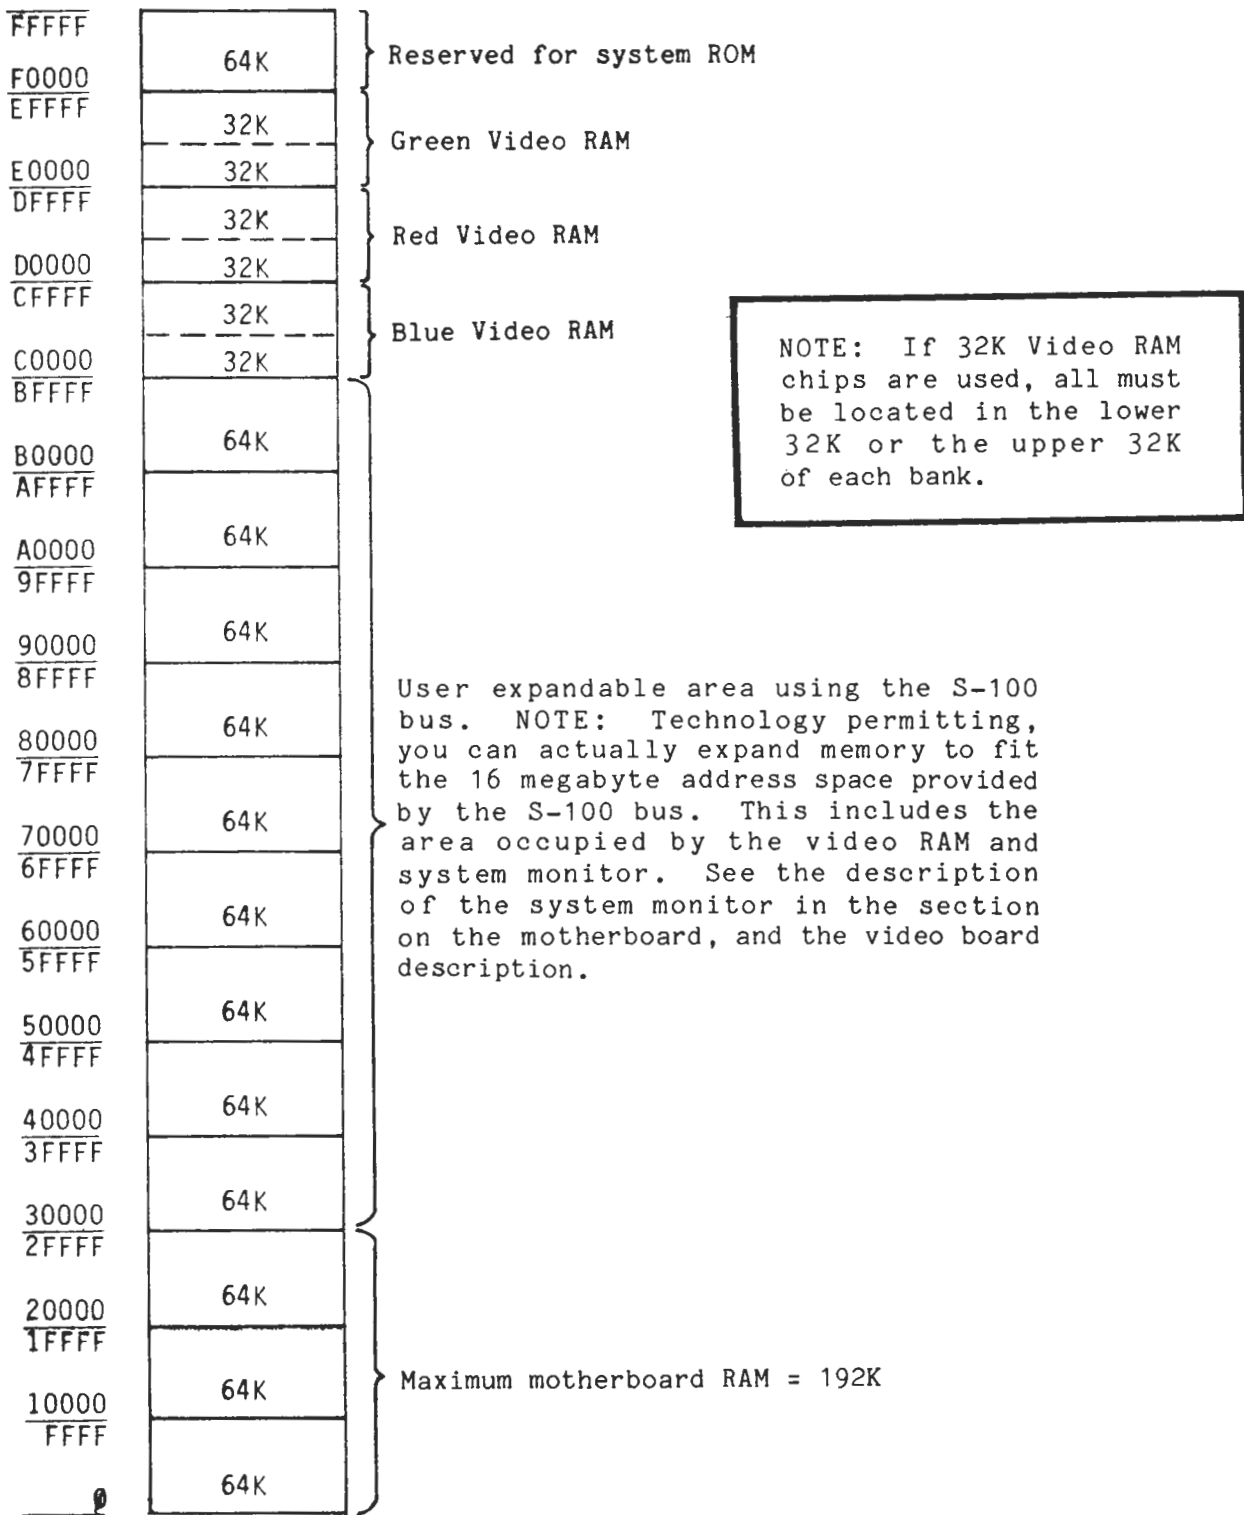 FFFFF
64K
Reserved for system ROM
F0000
EFFFF
32K
Green Video RAM
32K
E0000
DFFFF
32K
Red Video RAM
32K
D0000
CFFFF
32K
Blue Video RAM
32K
C0000
BFFFF
NOTE: If 32K Video RAM
chips are used, all must
be located in the lower
32K or the upper 32K
of each bank.
64K
B0000
AFFFF
64K
A0000
9FFFF
64K
90000
8FFFF
64K
80000
7FFFF
64K
70000
6FFFF
64K
60000
5FFFF
64K
50000
4FFFF
64K
40000
3FFFF
64K
30000
2FFFF
User expandable area using the S-100
bus. NOTE: Technology permitting,
you can actually expand memory to fit
the 16 megabyte address space provided
by the S-100 bus. This includes the
area occupied by the video RAM and
system monitor. See the description
of the system monitor in the section
on the motherboard, and the video board
description.
64K
20000
1FFFF
64K
Maximum motherboard RAM = 192K
10000
FFFF
64K
0